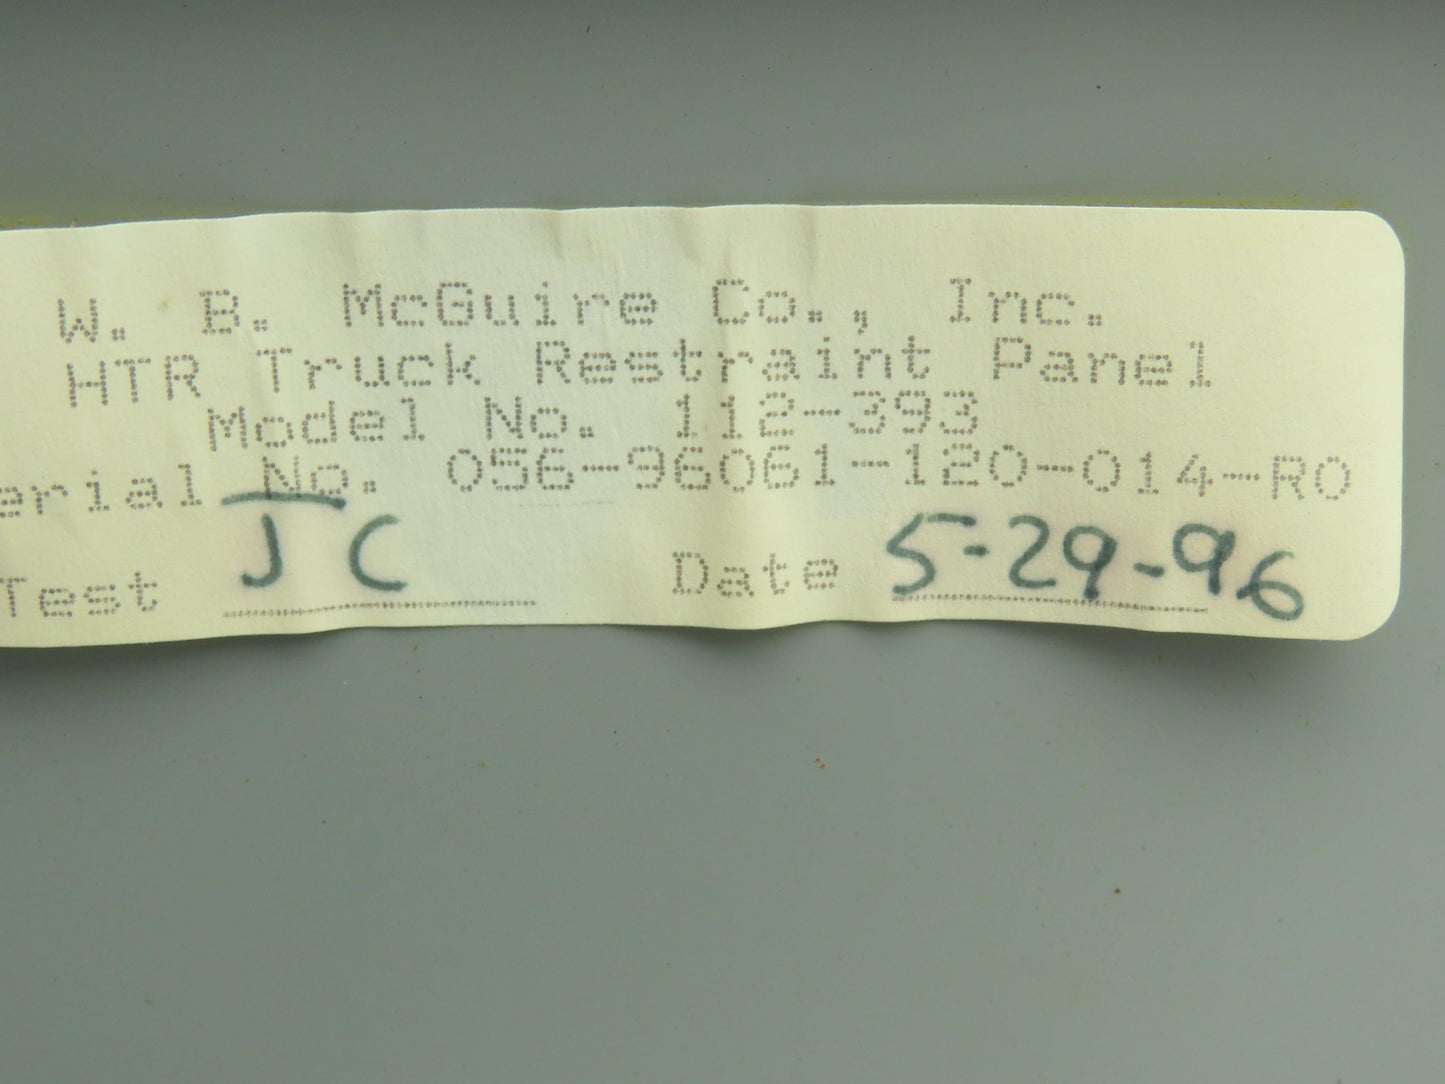 W. B. McGuire Co., Inc.
HTR Truck Restraint Panel
Model No. 112-393
erial No. 056-96061-120-014-R0
Test JC Date 5-29-96